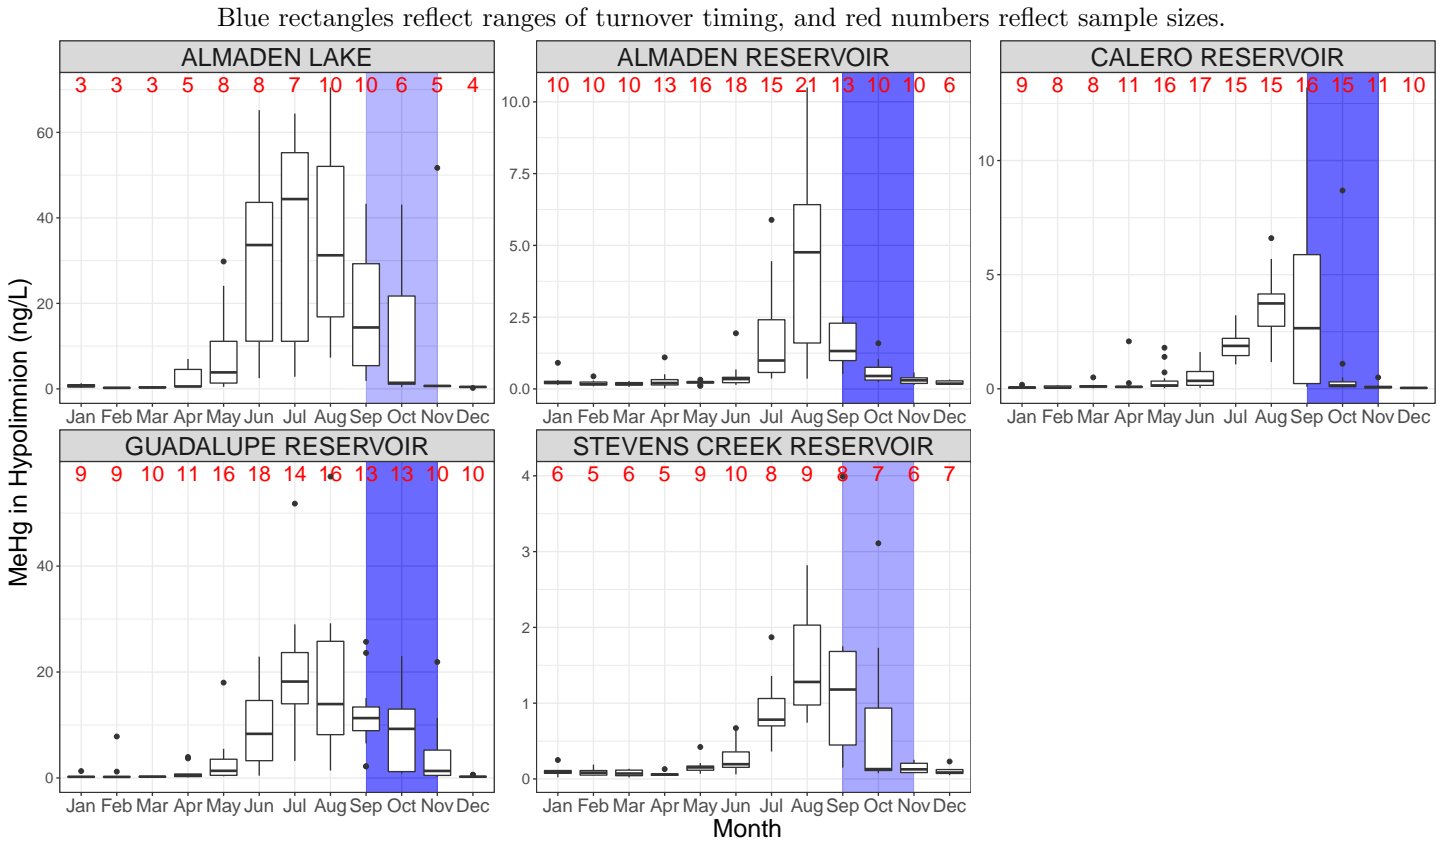 Blue rectangles reflect ranges of turnover timing, and red numbers reflect sample sizes.
ALMADEN LAKE
3 3 3 5 8 8 7 10 10 6 5 4
60
40
20
0
Jan Feb Mar Apr May Jun Jul Aug Sep Oct Nov Dec
ALMADEN RESERVOIR
10 10 10 13 16 18 15 21 13 10 10 6
10.0
7.5
5.0
2.5
0.0
Jan Feb Mar Apr May Jun Jul Aug Sep Oct Nov Dec
CALERO RESERVOIR
9 8 8 11 16 17 15 15 16 15 11 10
10
5
0
Jan Feb Mar Apr May Jun Jul Aug Sep Oct Nov Dec
GUADALUPE RESERVOIR
9 9 10 11 16 18 14 16 13 13 10 10
40
20
0
Jan Feb Mar Apr May Jun Jul Aug Sep Oct Nov Dec
STEVENS CREEK RESERVOIR
6 5 6 5 9 10 8 9 8 7 6 7
4
3
2
1
0
Jan Feb Mar Apr May Jun Jul Aug Sep Oct Nov Dec
MeHg in Hypolimnion (ng/L)
Month